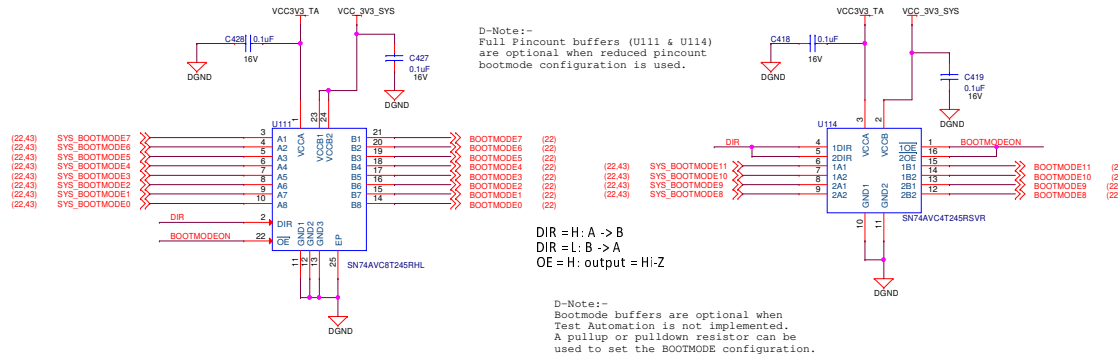 VCC3V3_TA
VCC_3V3_SYS
C428
0.1uF
16V
DGND
C427
0.1uF
16V
DGND
D-Note:-
Full Pincount buffers (U111 & U114)
are optional when reduced pincount
bootmode configuration is used.
VCC3V3_TA
VCC_3V3_SYS
C418
0.1uF
16V
DGND
C419
0.1uF
16V
DGND
U111
1
23
24
VCCA
VCCB1
VCCB2
(22,43) SYS_BOOTMODE7 3 A1 B1 21 BOOTMODE7 (22)
(22,43) SYS_BOOTMODE6 4 A2 B2 20 BOOTMODE6 (22)
(22,43) SYS_BOOTMODE5 5 A3 B3 19 BOOTMODE5 (22)
(22,43) SYS_BOOTMODE4 6 A4 B4 18 BOOTMODE4 (22)
(22,43) SYS_BOOTMODE3 7 A5 B5 17 BOOTMODE3 (22)
(22,43) SYS_BOOTMODE2 8 A6 B6 16 BOOTMODE2 (22)
(22,43) SYS_BOOTMODE1 9 A7 B7 15 BOOTMODE1 (22)
(22,43) SYS_BOOTMODE0 10 A8 B8 14 BOOTMODE0 (22)
DIR 2 DIR
BOOTMODEON 22 OE
GND1
GND2
GND3
EP
11
12
13
25
SN74AVC8T245RHL
DGND
DIR = H: A -> B
DIR = L: B -> A
OE = H: output = Hi-Z
U114
3
2
VCCA
VCCB
DIR 4 1DIR 1OE 1 BOOTMODEON
5 2DIR 2OE 16
(22,43) SYS_BOOTMODE11 6 1A1 1B1 15 BOOTMODE11 (22
(22,43) SYS_BOOTMODE10 7 1A2 1B2 14 BOOTMODE10 (22
(22,43) SYS_BOOTMODE9 8 2A1 2B1 13 BOOTMODE9 (22
(22,43) SYS_BOOTMODE8 9 2A2 2B2 12 BOOTMODE8 (22
GND1
GND2
10
11
SN74AVC4T245RSVR
DGND
D-Note:-
Bootmode buffers are optional when
Test Automation is not implemented.
A pullup or pulldown resistor can be
used to set the BOOTMODE configuration.